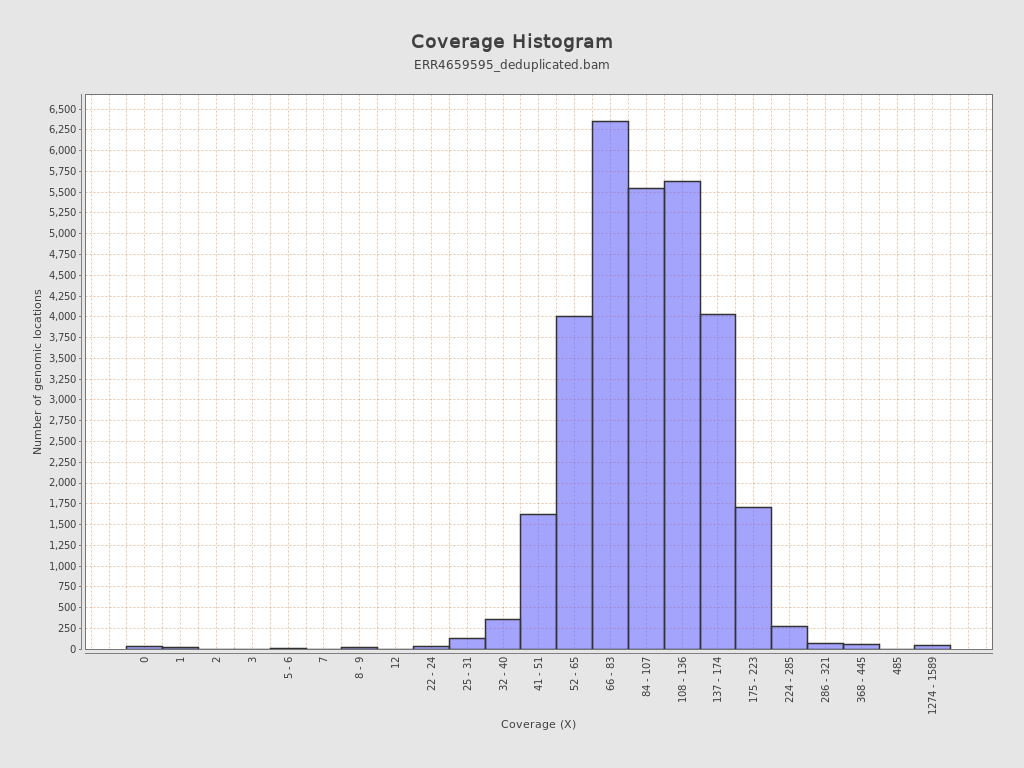 Coverage Histogram
ERR4659595_deduplicated.bam
Number of genomic locations
6,500
6,250
6,000
5,750
5,500
5,250
5,000
4,750
4,500
4,250
4,000
3,750
3,500
3,250
3,000
2,750
2,500
2,250
2,000
1,750
1,500
1,250
1,000
750
500
250
0
0
1
2
3
5 - 6
7
8 - 9
12
22 - 24
25 - 31
32 - 40
41 - 51
52 - 65
66 - 83
84 - 107
108 - 136
137 - 174
175 - 223
224 - 285
286 - 321
368 - 445
485
1274 - 1589
Coverage (X)